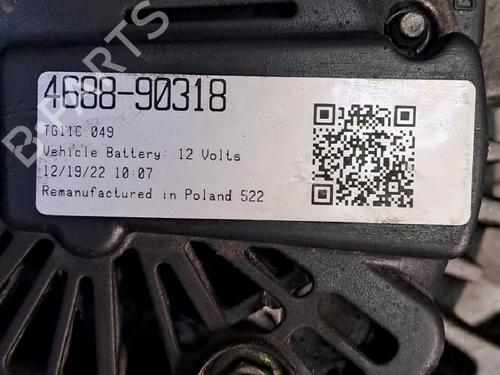 4688-90318
TG11C.049
Vehicle Battery: 12 Volts
12/19/22 10:07
Remanufactured in Poland 522
B-PARTS